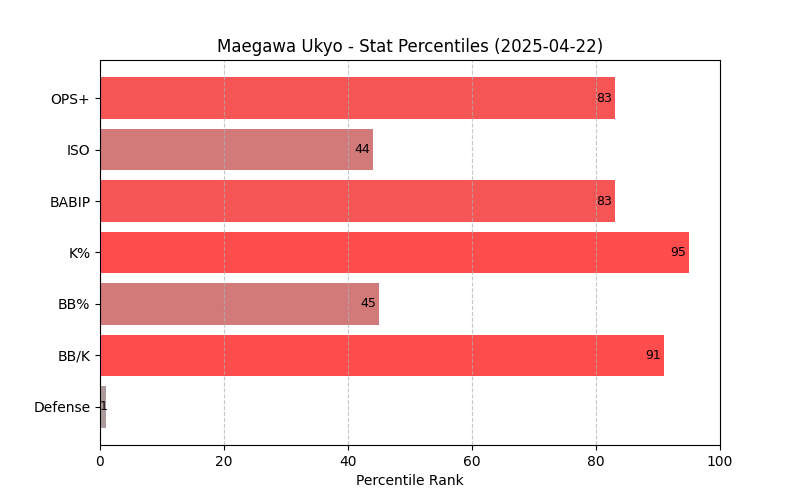 Maegawa Ukyo - Stat Percentiles (2025-04-22)
OPS+ 83
ISO 44
BABIP 83
K% 95
BB% 45
BB/K 91
Defense 1
0 20 40 60 80 100
Percentile Rank